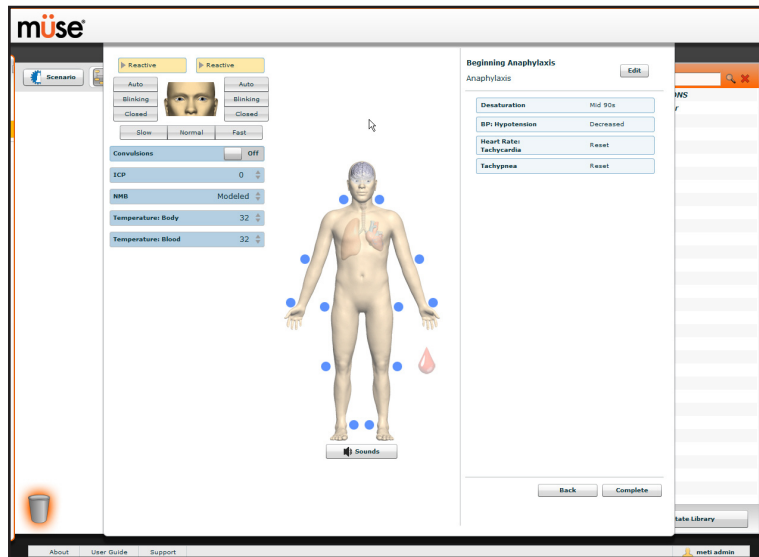 müse
Scenario
Reactive
Reactive
Auto
Auto
Blinking
Blinking
Closed
Closed
Slow
Normal
Fast
Convulsions
Off
ICP
0
NMB
Modeled
Temperature: Body
32
Temperature: Blood
32
Sounds
Beginning Anaphylaxis
Edit
Anaphylaxis
Desaturation
Mid 90s
BP: Hypotension
Decreased
Heart Rate:
Tachycardia
Reset
Tachypnea
Reset
Back
Complete
tate Library
About
User Guide
Support
meti admin